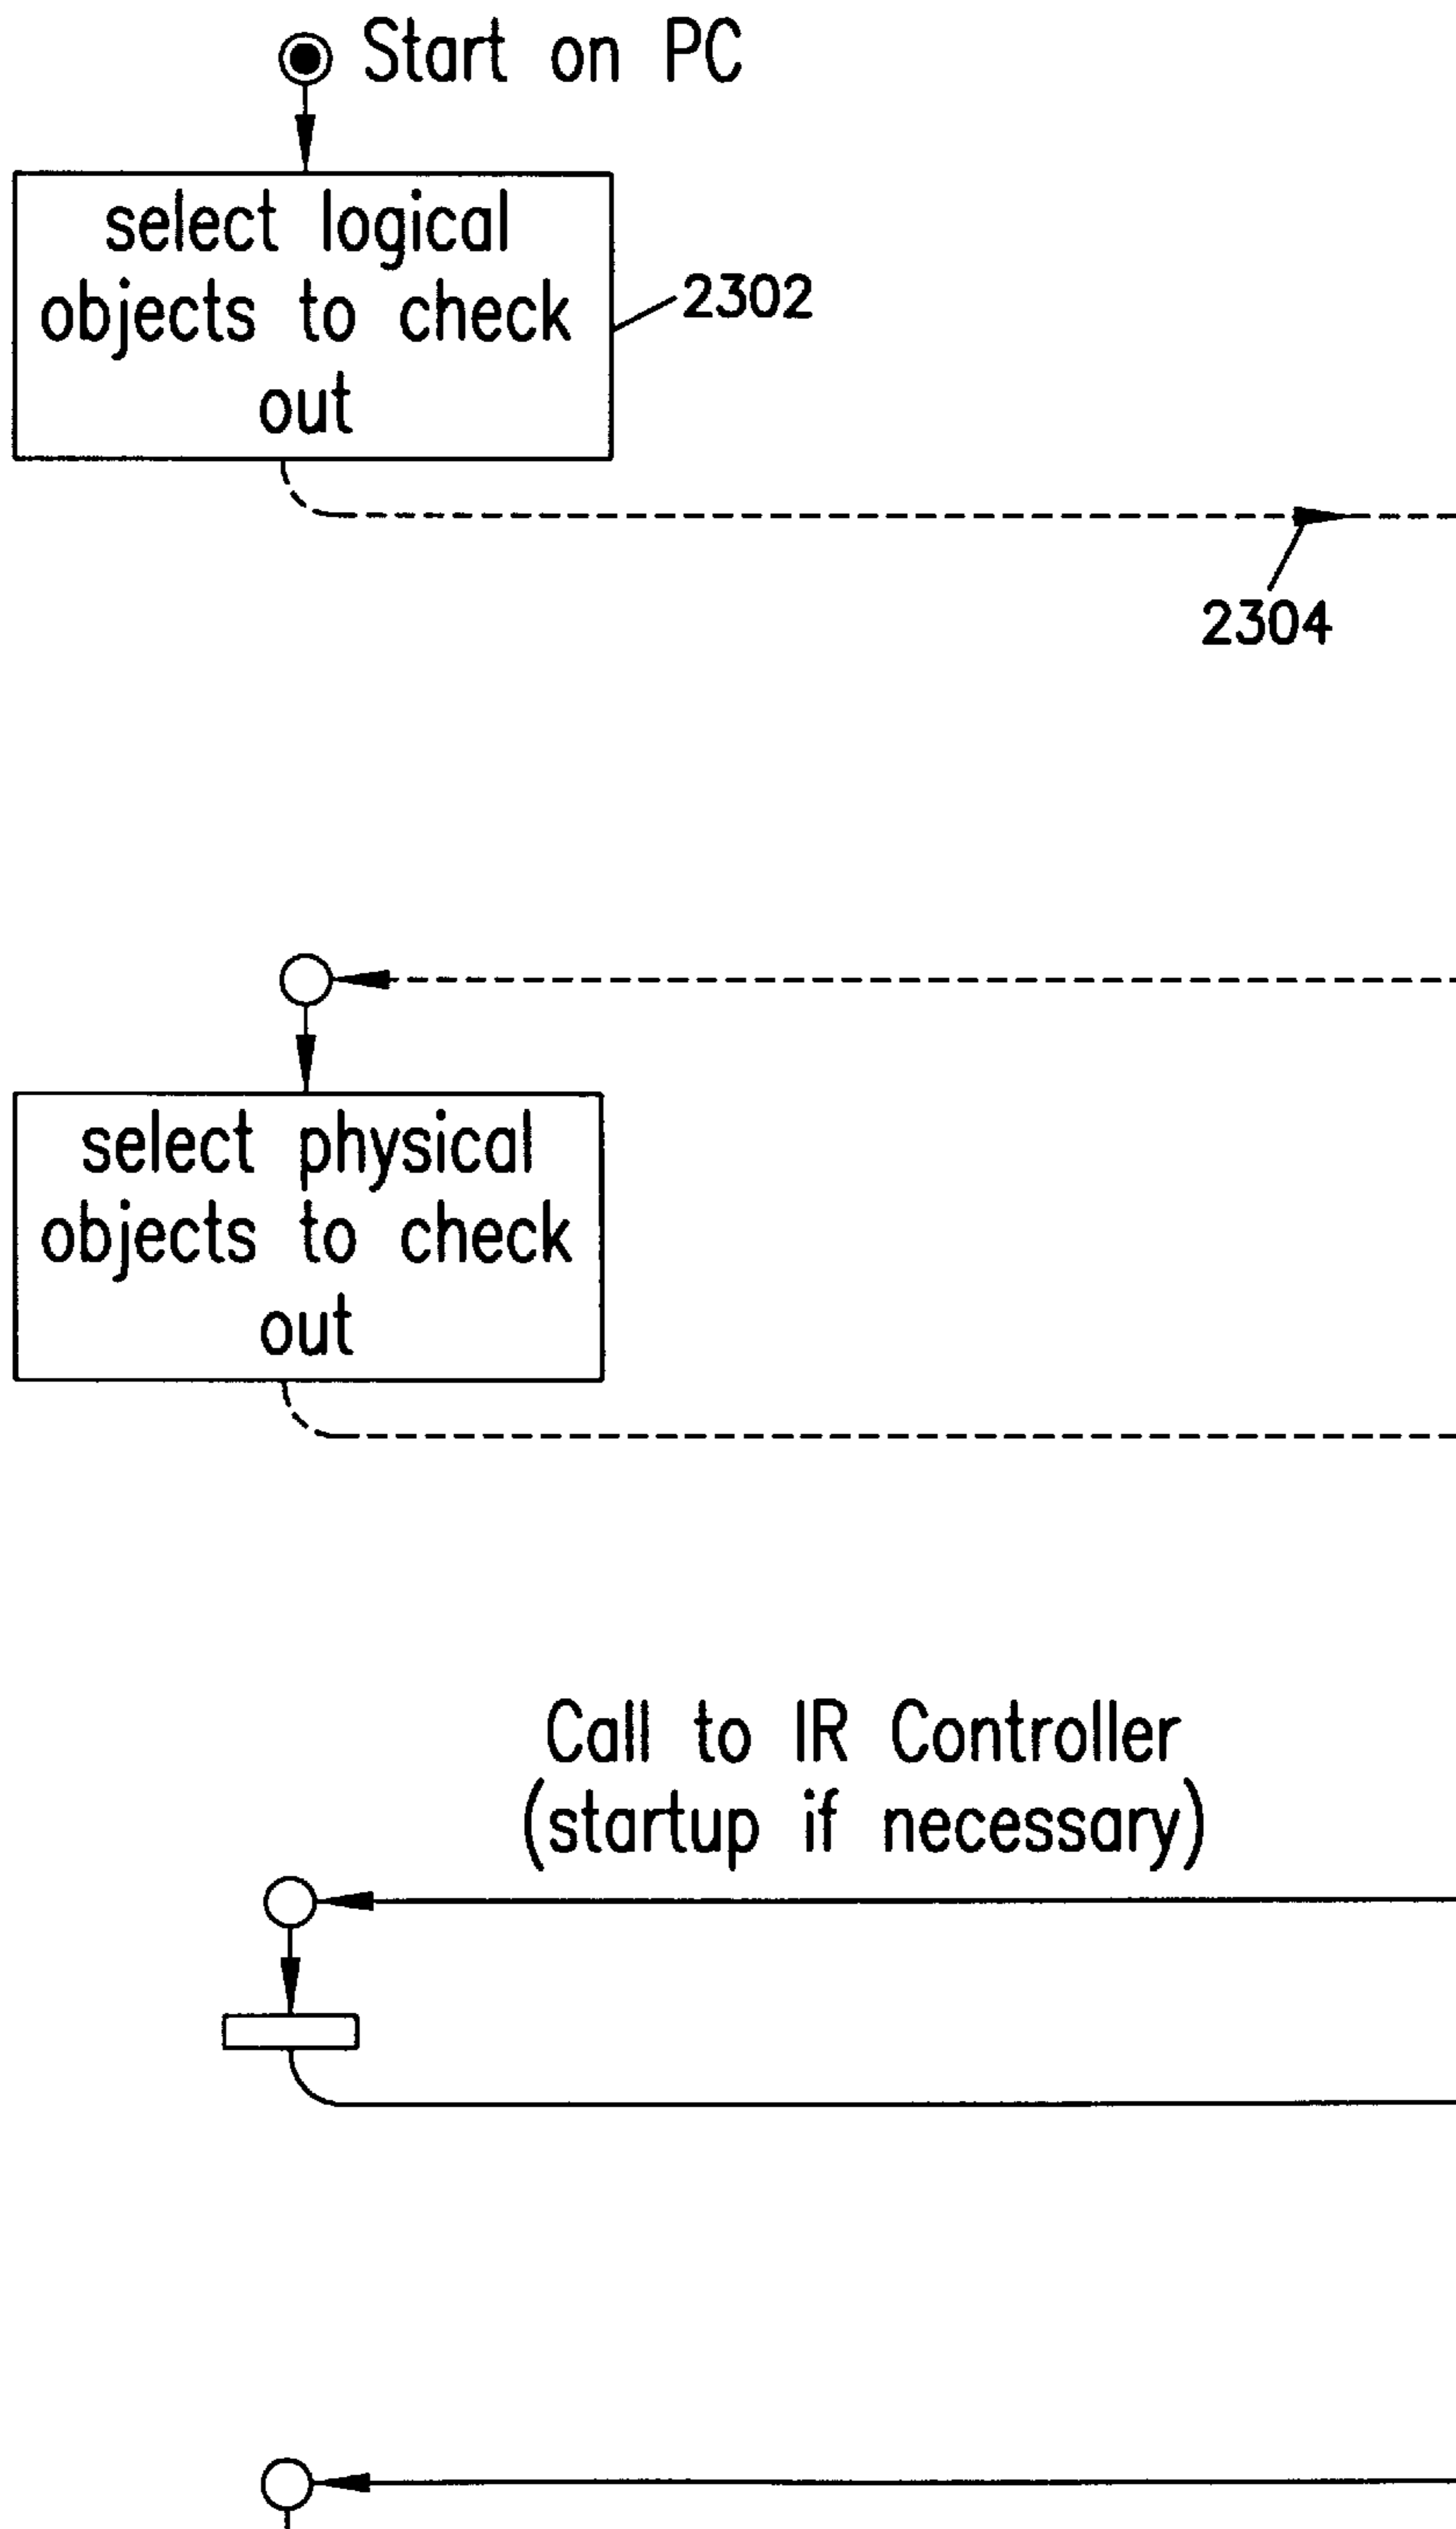 Start on PC
select logical
objects to check
out
2302
2304
select physical
objects to check
out
Call to IR Controller
(startup if necessary)